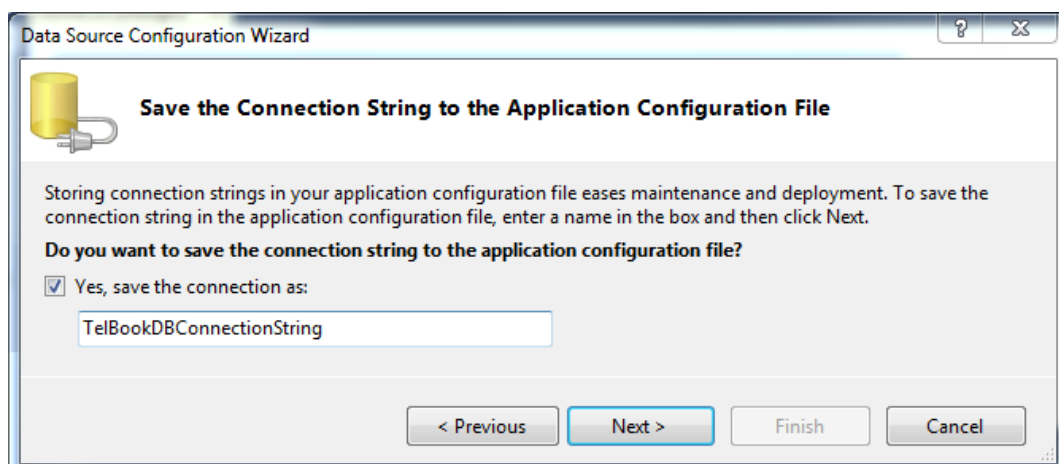 Data Source Configuration Wizard
?
Save the Connection String to the Application Configuration File
Storing connection strings in your application configuration file eases maintenance and deployment. To save the
connection string in the application configuration file, enter a name in the box and then click Next.
Do you want to save the connection string to the application configuration file?
Yes, save the connection as:
TelBookDBConnectionString
< Previous
Next >
Finish
Cancel